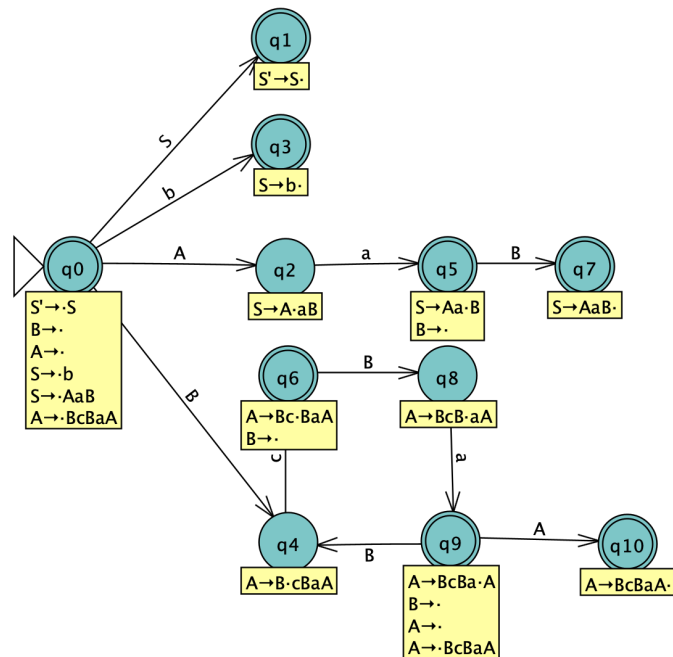 q1
S'→S·
S
q3
S→b·
b
q0
A
q2
a
q5
B
q7
S'→·S
B→·
A→·
S→·b
S→·AaB
A→·BcBaA
S→A·aB
S→Aa·B
B→·
S→AaB·
B
q6
B
q8
A→Bc·BaA
B→·
A→BcB·aA
c
a
q4
B
q9
A
q10
A→B·cBaA
A→BcBa·A
B→·
A→·
A→·BcBaA
A→BcBaA·